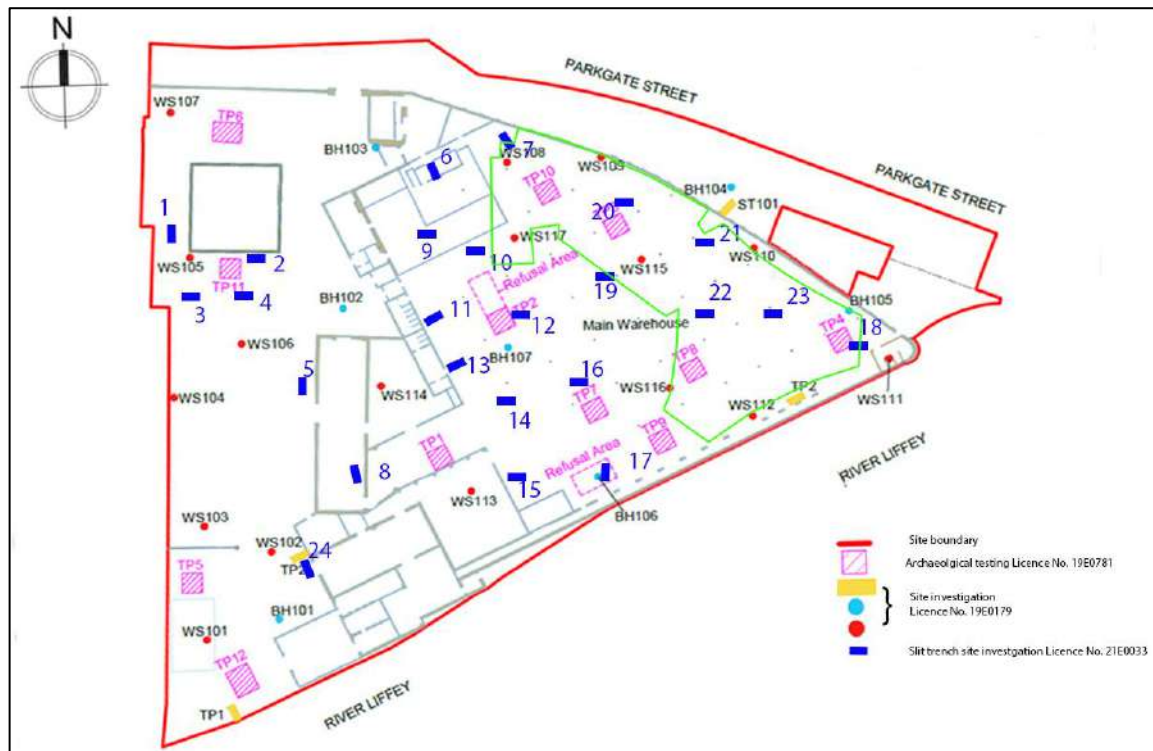 N
PARKGATE STREET
PARKGATE STREET
WS107
TP6
BH103
6
7
WS108
WS109
TP10
BH104
ST101
1
20
WS105
2
9
10
WS117
21
WS110
TP11
Refusal Area
WS115
3
4
BH102
11
TP2
12
19
22
23
BH105
Main Warehouse
TP4
18
WS106
BH107
5
13
16
TP8
WS104
WS114
WS116
TP2
WS111
14
TP7
WS112
TP1
TP9
Refusal Area
17
8
15
RIVER LIFFEY
WS113
BH106
WS103
WS102
24
TP2
TP5
BH101
WS101
TP12
TP1
RIVER LIFFEY
Site boundary
Archaeolgical testing Licence No. 19E0781
Site investigation
Licence No. 19E0179
Slit trench site investgation Licence No. 21E0033